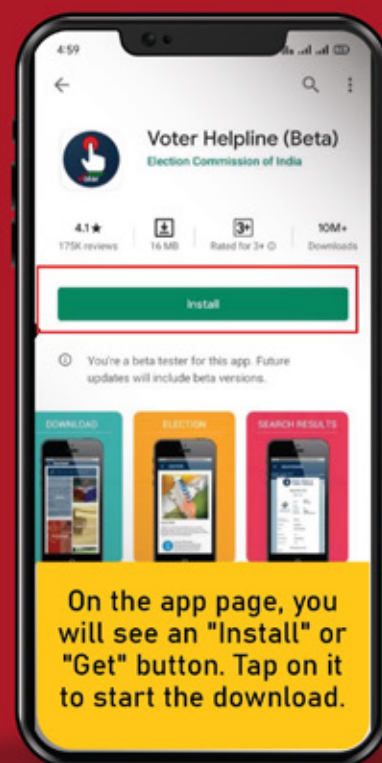 4:59
Voter Helpline (Beta)
Election Commission of India
VOter
4.1★
3+
10M+
175K reviews
16 MB
Rated for 3+
Downloads
Install
You're a beta tester for this app. Future
updates will include beta versions.
DOWNLOAD
ELECTION
SEARCH RESULTS
On the app page, you
will see an "Install" or
"Get" button. Tap on it
to start the download.